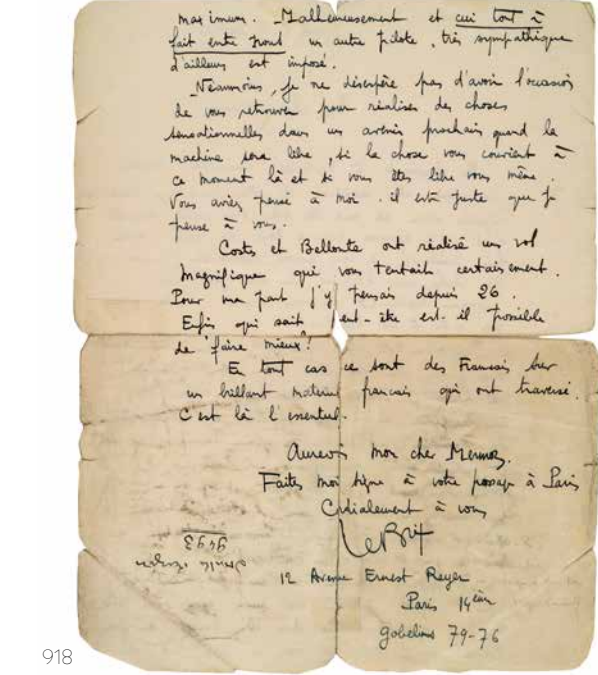 maximum. Malheureusement et ceci tout à
fait entre nous un autre pilote, très sympathique
d'ailleurs est imposé.
Néanmoins, je ne désespère pas d'avoir l'occasion
de vous retrouver pour réaliser des choses
sensationnelles dans un avenir prochain quand la
machine sera libre, si la chose vous convient à
ce moment là et si vous êtes libre vous même.
Vous aviez pensé à moi. il est juste que je
pense à vous.
Costes et Bellonte ont réalisé un vol
magnifique qui vous tentait certainement.
Pour ma part j'y pensais depuis 26.
Enfin qui sait ent-être est-il possible
de faire mieux!
En tout cas ce sont des Français sur
un brillant matériel français qui ont traversé.
C'est là l'essentiel.
Aurevoir mon cher Mermoz.
Faites moi signe à votre passage à Paris
Cordialement à vous
Le Brix
12 Avenue Ernest Reyer
Paris 14ème
gobelins 79-76
918